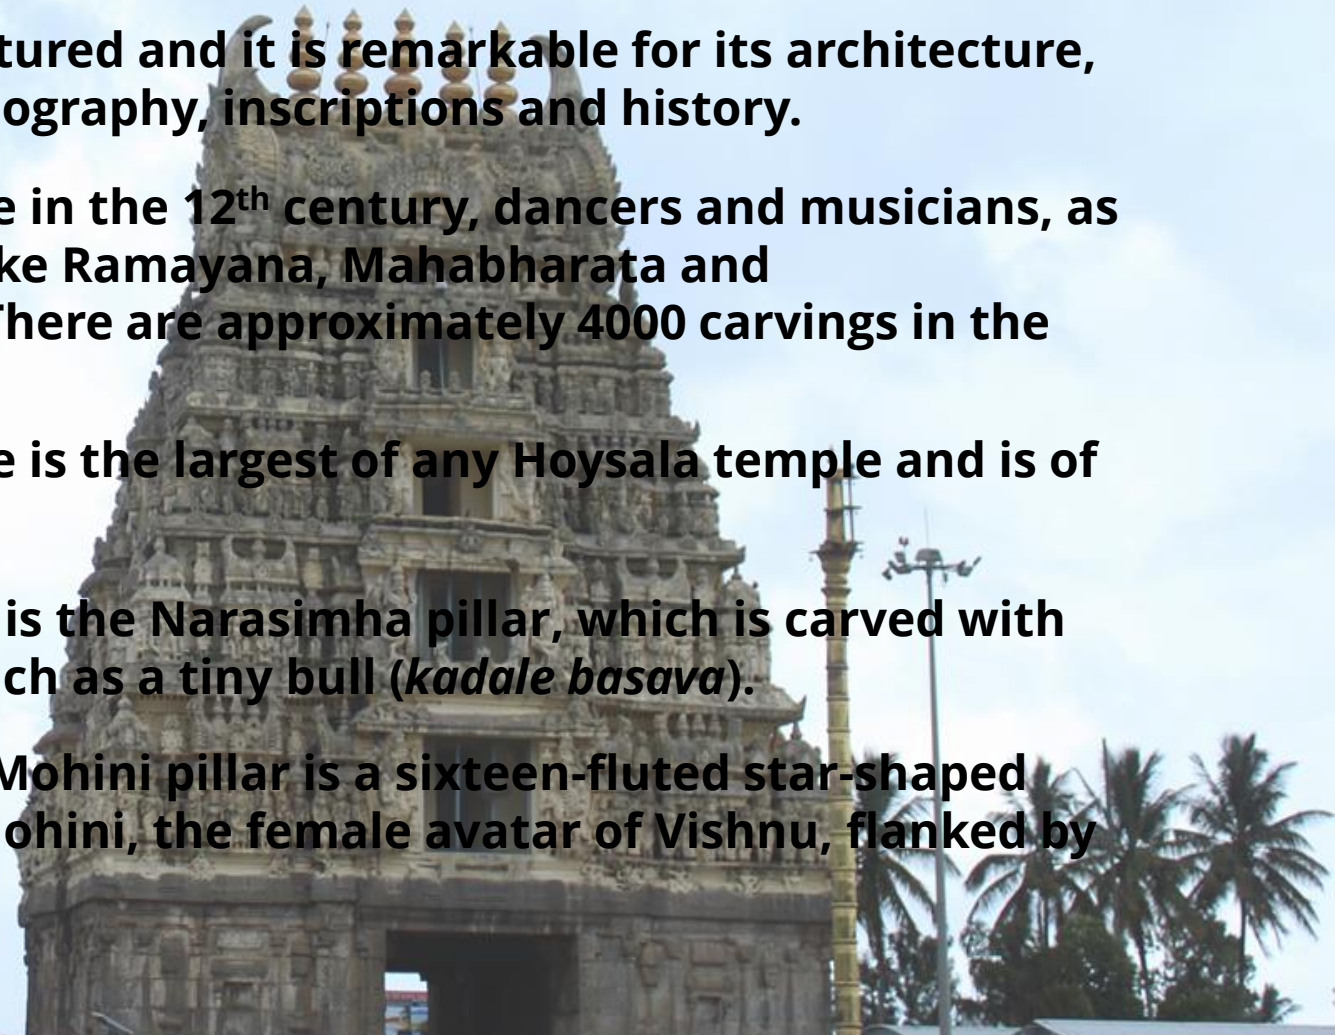 tured and it is remarkable for its architecture,
ography, inscriptions and history.
e in the 12th century, dancers and musicians, as
ke Ramayana, Mahabharata and
There are approximately 4000 carvings in the
e is the largest of any Hoysala temple and is of
is the Narasimha pillar, which is carved with
ch as a tiny bull (kadale basava).
Mohini pillar is a sixteen-fluted star-shaped
ohini, the female avatar of Vishnu, flanked by